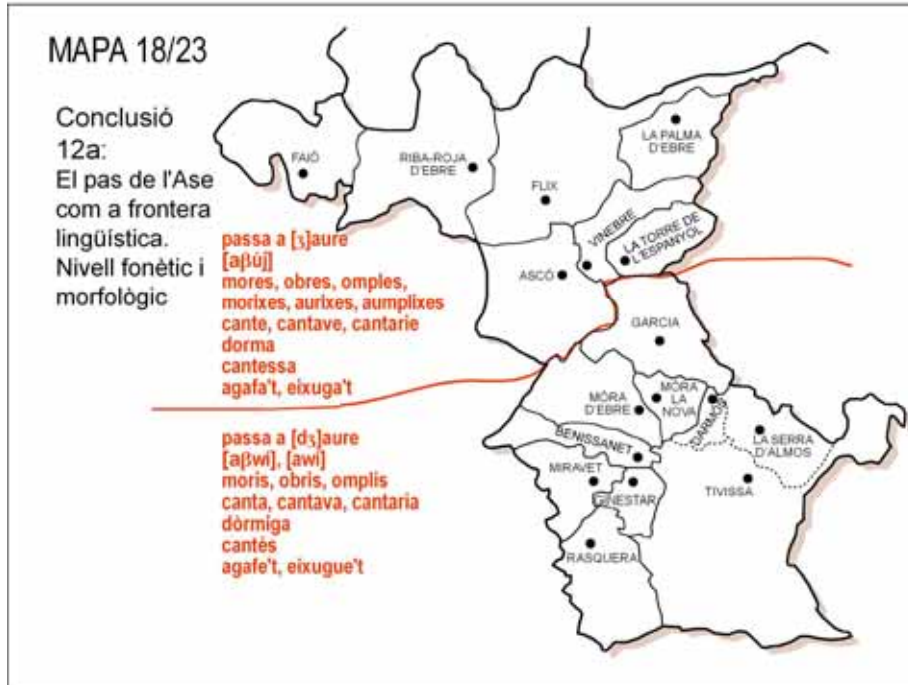 MAPA 18/23
Conclusió
12a:
El pas de l'Ase
com a frontera
lingüística.
Nivell fonètic i
morfològic
passa a [ʒ]aure
[aβúj]
mores, obres, omples,
morixes, aurixes, aumplixes
cante, cantave, cantarie
dorma
cantessa
agafa't, eixuga't
passa a [dʒ]aure
[aβwí], [awí]
moris, obris, omplis
canta, cantava, cantaria
dòrmiga
cantès
agafe't, eixugue't
FAIÓ
RIBA-ROJA
D'EBRE
FLIX
LA PALMA
D'EBRE
VINEBRE
LA TORRE DE
L'ESPANYOL
ASCÓ
GARCIA
MÓRA
D'EBRE
MÓRA
LA
NOVA
DARMÓS
LA SERRA
D'ALMOS
BENISSANET
MIRAVET
GINESTAR
TIVISSA
RASQUERA